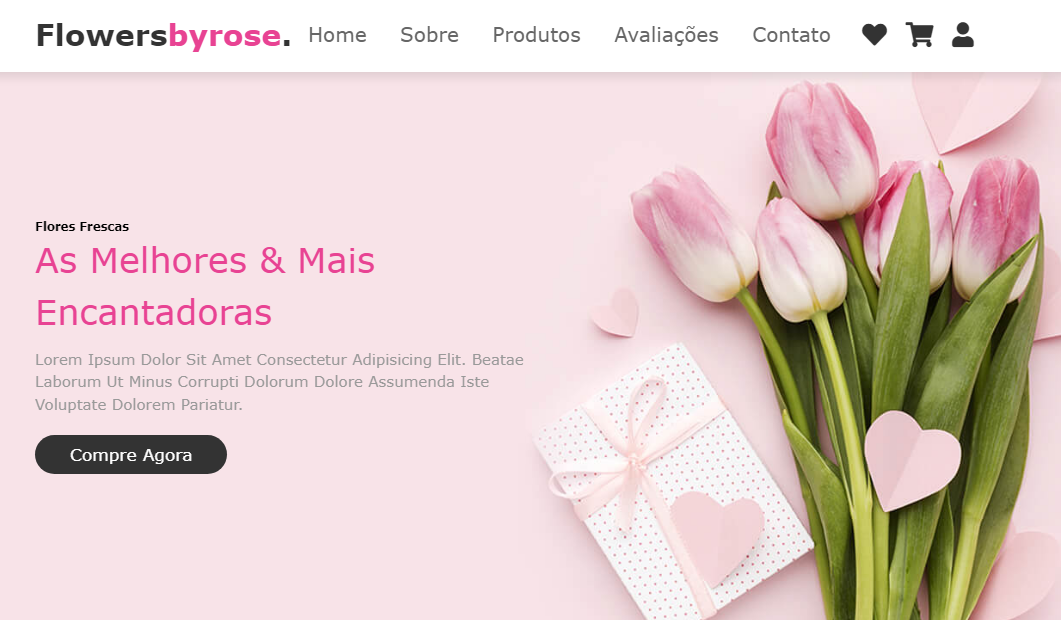 Flowersbyrose. Home Sobre Produtos Avaliações Contato
Flores Frescas
As Melhores & Mais
Encantadoras
Lorem Ipsum Dolor Sit Amet Consectetur Adipisicing Elit. Beatae
Laborum Ut Minus Corrupti Dolorum Dolore Assumenda Iste
Voluptate Dolorem Pariatur.
Compre Agora